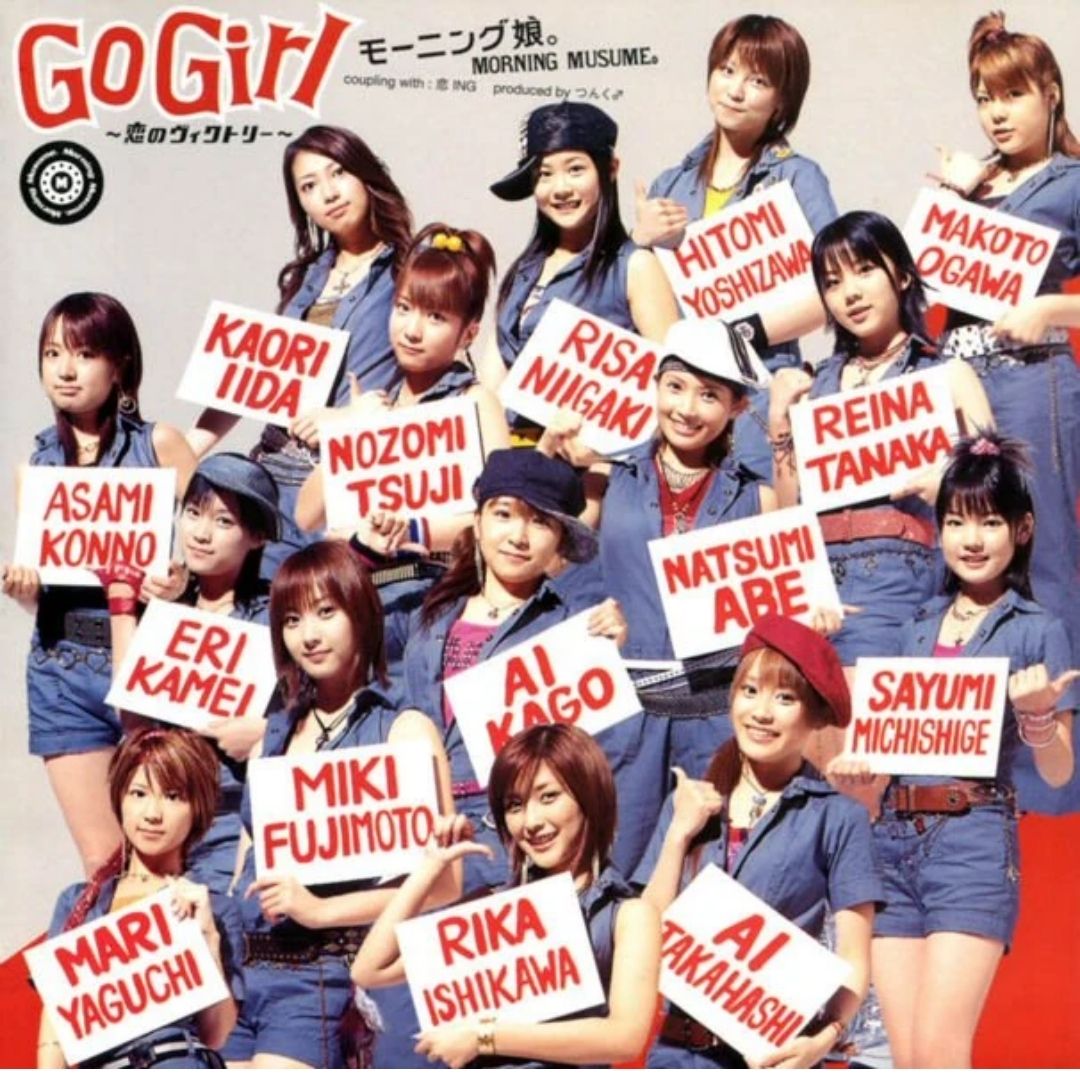 Go Girl
～恋のヴィクトリー～
モーニング娘。
MORNING MUSUME。
coupling with : 恋 ING produced by つんく♂
HITOMI
YOSHIZAWA
MAKOTO
OGAWA
KAORI
IIDA
RISA
NIIGAKI
NOZOMI
TSUJI
REINA
TANAKA
ASAMI
KONNO
NATSUMI
ABE
ERI
KAMEI
AI
KAGO
SAYUMI
MICHISHIGE
MIKI
FUJIMOTO
MARI
YAGUCHI
RIKA
ISHIKAWA
AI
TAKAHASHI